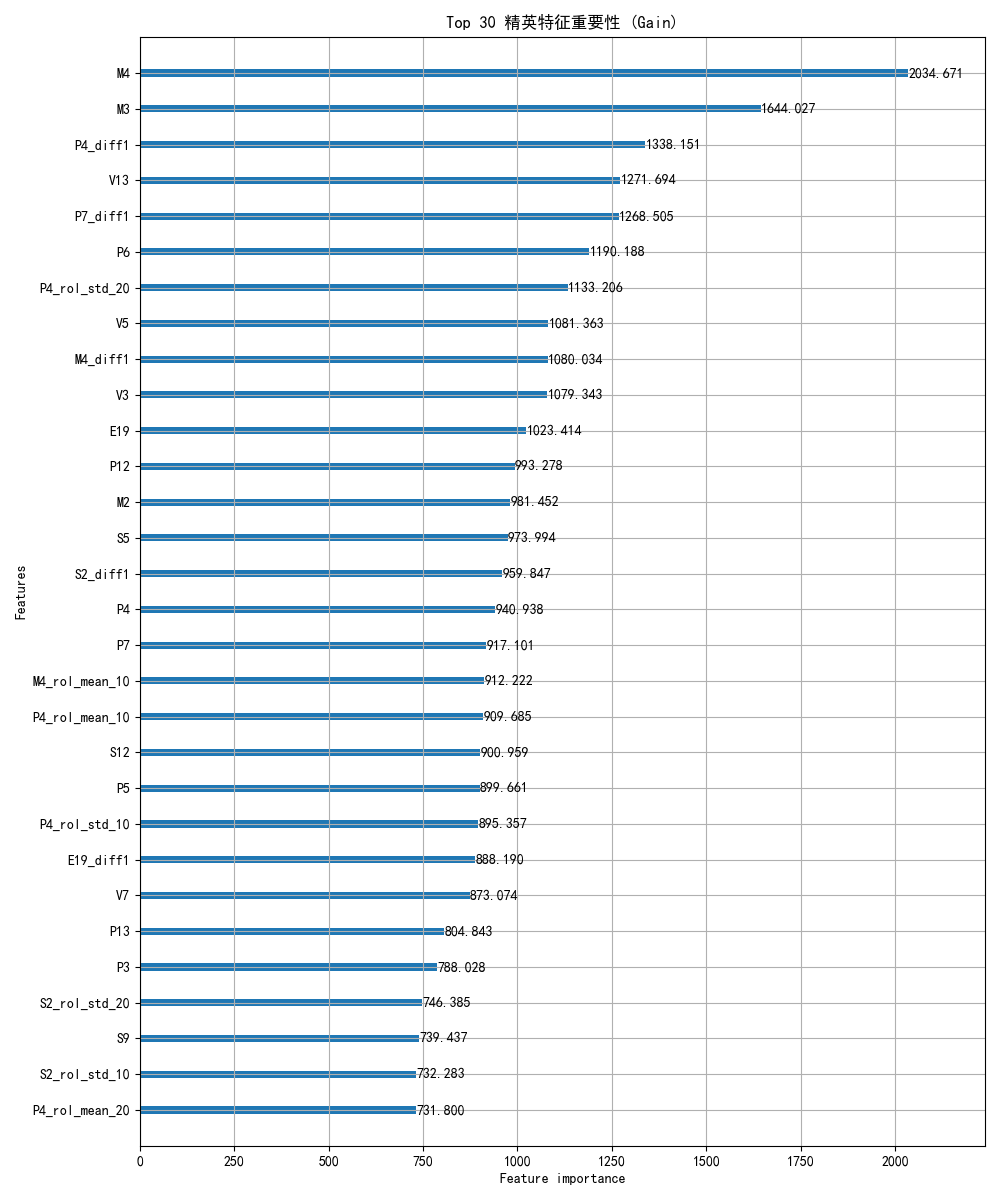 Top 30 精英特征重要性 (Gain)
M4 2034.671
M3 1644.027
P4_diff1 1338.151
V13 1271.694
P7_diff1 1268.505
P6 1190.188
P4_rol_std_20 1133.206
V5 1081.363
M4_diff1 1080.034
V3 1079.343
E19 1023.414
P12 993.278
M2 981.452
S5 973.994
S2_diff1 959.847
P4 940.938
P7 917.101
M4_rol_mean_10 912.222
P4_rol_mean_10 909.685
S12 900.959
P5 899.661
P4_rol_std_10 895.357
E19_diff1 888.190
V7 873.074
P13 804.843
P3 788.028
S2_rol_std_20 746.385
S9 739.437
S2_rol_std_10 732.283
P4_rol_mean_20 731.800
Features
0 250 500 750 1000 1250 1500 1750 2000
Feature importance